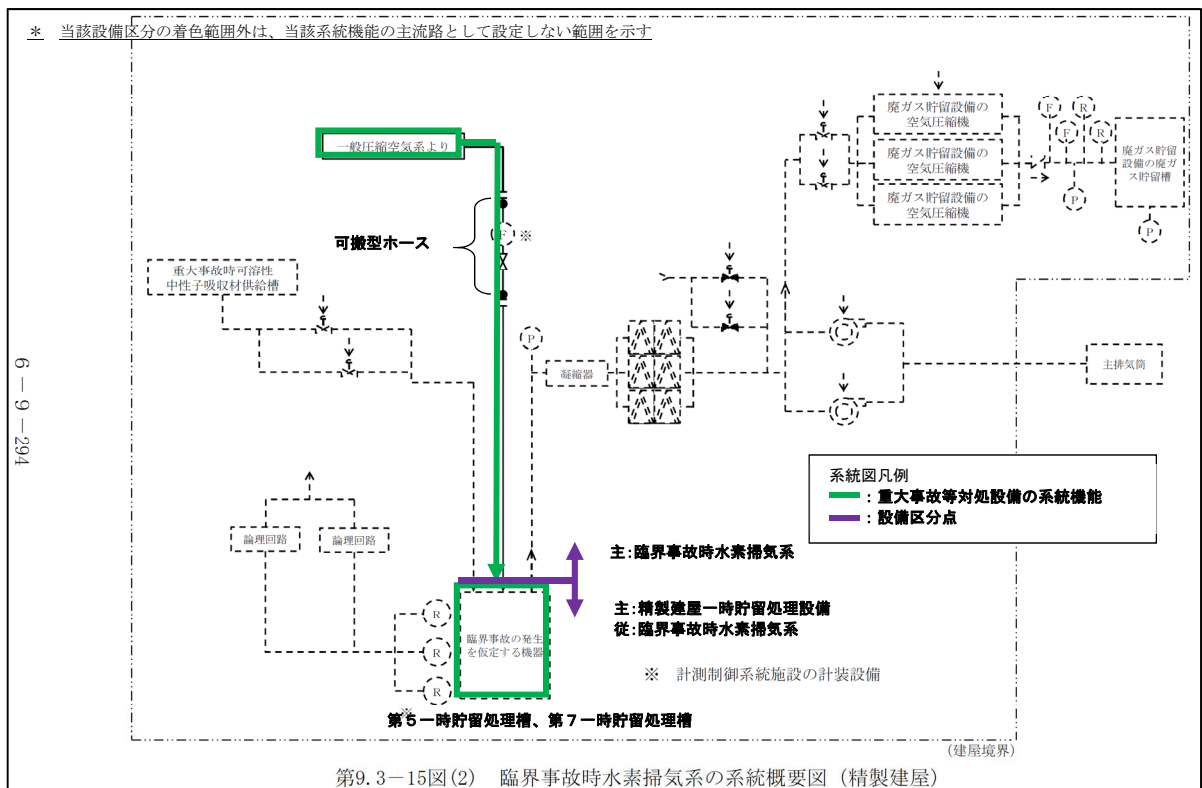 ＊ 当該設備区分の着色範囲外は、当該系統機能の主流路として設定しない範囲を示す
一般圧縮空気系より
可搬型ホース
F
※
重大事故時可溶性
中性子吸収材供給槽
廃ガス貯留設備の
空気圧縮機
廃ガス貯留設備の
空気圧縮機
廃ガス貯留設備の
空気圧縮機
F
R
F
R
P
廃ガス貯留
設備の廃ガ
ス貯留槽
P
P
凝縮器
主排気筒
6－9－294
系統図凡例
：重大事故等対処設備の系統機能
：設備区分点
論理回路
論理回路
主：臨界事故時水素掃気系
主：精製建屋一時貯留処理設備
従：臨界事故時水素掃気系
R
R
R
※
臨界事故の発生
を仮定する機器
※ 計測制御系統施設の計装設備
第５一時貯留処理槽、第７一時貯留処理槽
(建屋境界)
第9.3－15図(2) 臨界事故時水素掃気系の系統概要図（精製建屋）